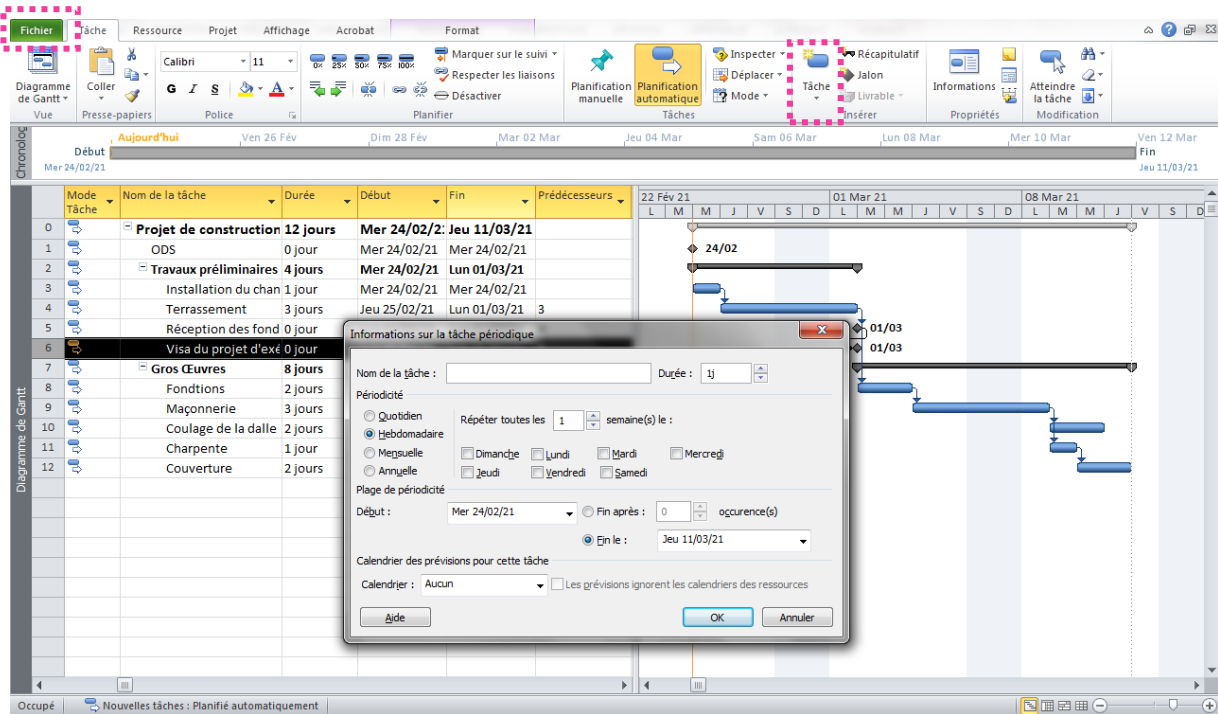 Fichier Tâche Ressource Projet Affichage Acrobat Format
Calibri 11 Marquer sur le suivi Inspecter Récapitulatif
0× 25× 50× 75× 100× Respecter les liaisons Déplacer Jalon
Diagramme de Gantt Coller G I S A Désactiver Planification manuelle Planification automatique Mode Tâche Livrable Informations Atteindre la tâche
Vue Presse-papiers Police Planifier Tâches Insérer Propriétés Modification
Chronolog
Aujourd'hui Ven 26 Fév Dim 28 Fév Mar 02 Mar Jeu 04 Mar Sam 06 Mar Lun 08 Mar Mer 10 Mar Ven 12 Mar
Début Fin
Mer 24/02/21 Jeu 11/03/21
Mode Tâche Nom de la tâche Durée Début Fin Prédécesseurs 22 Fév 21 01 Mar 21 08 Mar 21
L M M J V S D L M M J V S D L M M J V S D
0 Projet de construction 12 jours Mer 24/02/2 Jeu 11/03/21
1 ODS 0 jour Mer 24/02/21 Mer 24/02/21 24/02
2 Travaux préliminaires 4 jours Mer 24/02/21 Lun 01/03/21
3 Installation du chan 1 jour Mer 24/02/21 Mer 24/02/21
4 Terrassement 3 jours Jeu 25/02/21 Lun 01/03/21 3
5 Réception des fond 0 jour 01/03
6 Visa du projet d'exé 0 jour 01/03
7 Gros Œuvres 8 jours
8 Fondtions 2 jours
9 Maçonnerie 3 jours
10 Coulage de la dalle 2 jours
11 Charpente 1 jour
12 Couverture 2 jours
Diagramme de Gantt
Informations sur la tâche périodique
Nom de la tâche : Durée : 1j
Périodicité
Quotidien
Hebdomadaire
Mensuelle
Annuelle
Répéter toutes les 1 semaine(s) le :
Dimanche Lundi Mardi Mercredi
Jeudi Vendredi Samedi
Plage de périodicité
Début : Mer 24/02/21 Fin après : 0 occurence(s)
Fin le : Jeu 11/03/21
Calendrier des prévisions pour cette tâche
Calendrier : Aucun Les prévisions ignorent les calendriers des ressources
Aide OK Annuler
Occupé Nouvelles tâches : Planifié automatiquement